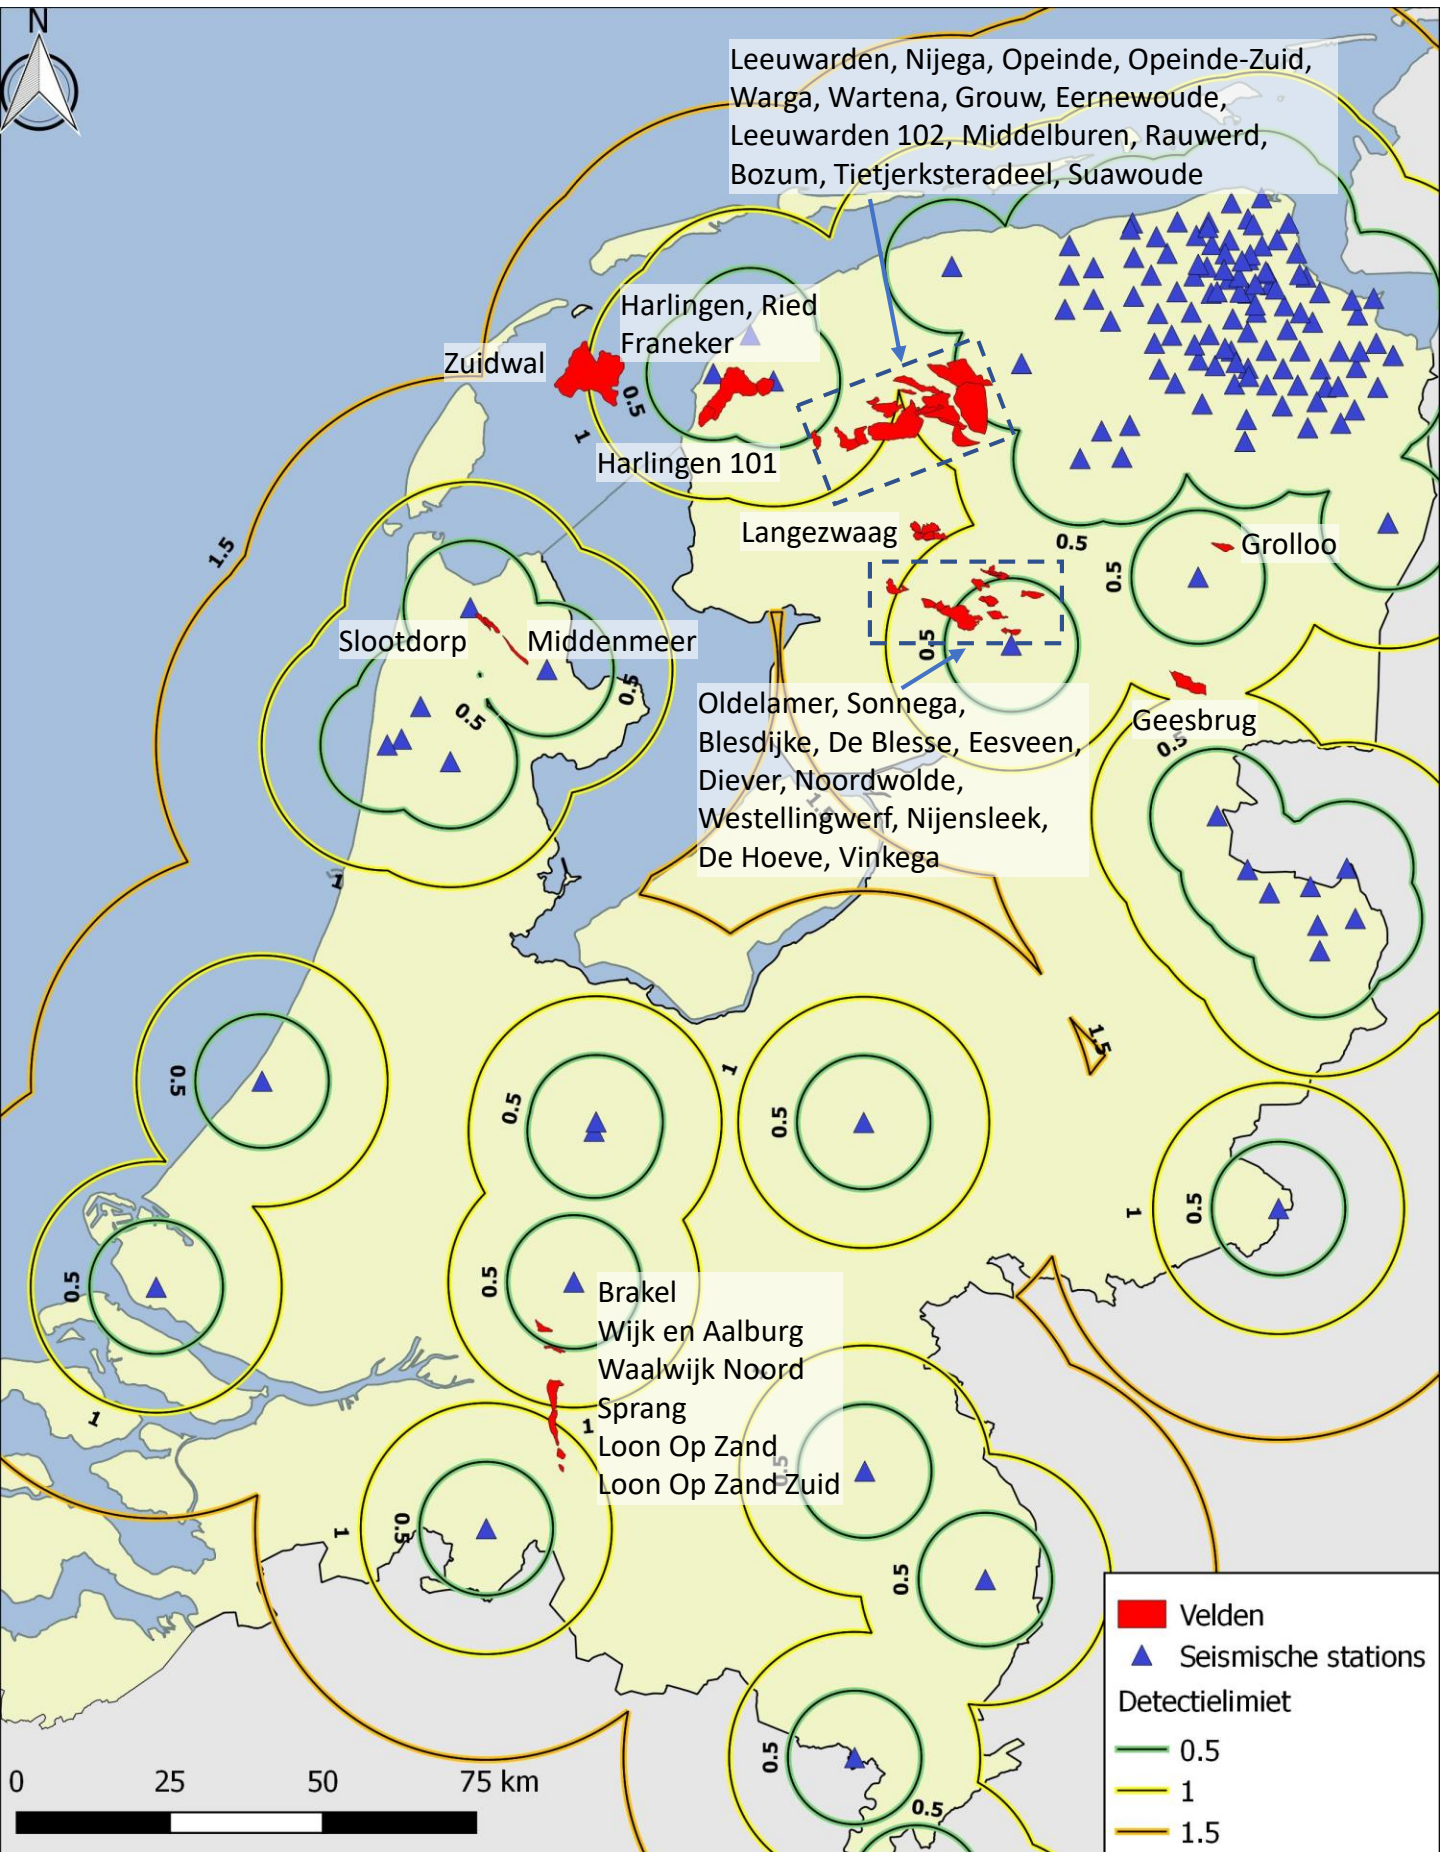 N
Leeuwarden, Nijega, Opeinde, Opeinde-Zuid,
Warga, Wartena, Grouw, Eernewoude,
Leeuwarden 102, Middelburen, Rauwerd,
Bozum, Tietjerksteradeel, Suawoude
Harlingen, Ried
Franeker
Zuidwal
0.5
1
Harlingen 101
Langezwaag
1.5
0.5
Grolloo
0.5
Slootdorp
Middenmeer
0.5
0.5
0.5
Oldelamer, Sonnega,
Blesdijke, De Blesse, Eesveen,
Diever, Noordwolde,
Westellingwerf, Nijensleek,
De Hoeve, Vinkega
Geesbrug
0.5
1.5
1
1.5
0.5
0.5
1
0.5
0.5
1
0.5
0.5
1
Brakel
Wijk en Aalburg
Waalwijk Noord
Sprang
Loon Op Zand
Loon Op Zand Zuid
1
0.5
1
0.5
0.5
0.5
0.5
Velden
Seismische stations
Detectielimiet
0.5
1
1.5
0 25 50 75 km